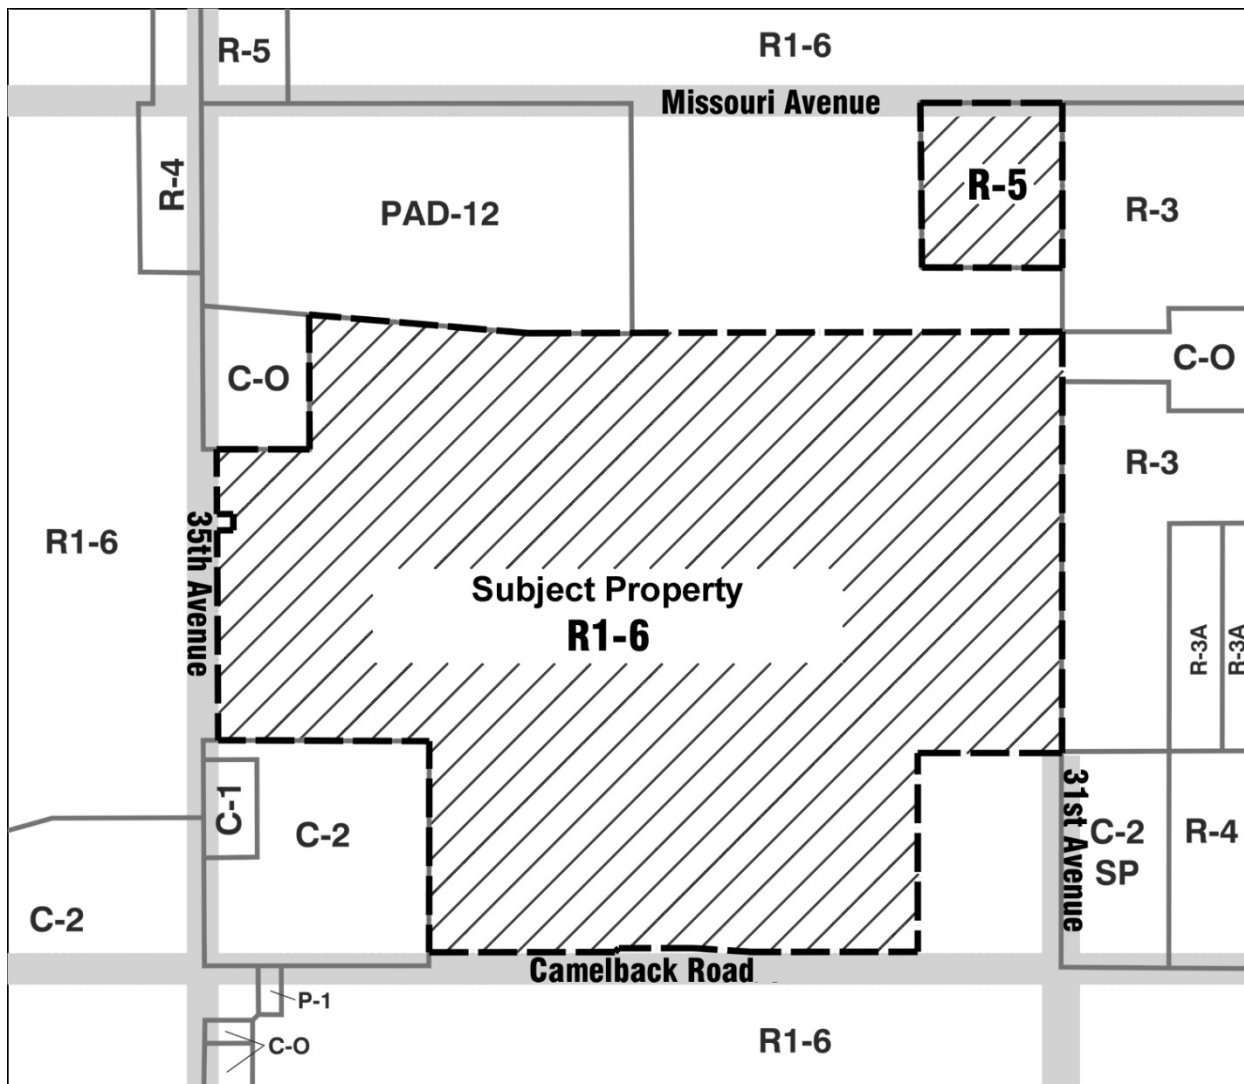 R-5
R1-6
Missouri Avenue
R-4
PAD-12
R-5
R-3
C-O
C-O
R-3
R1-6
35th Avenue
Subject Property
R1-6
R-3A
R-3A
C-1
C-2
31st Avenue
C-2
SP
R-4
C-2
Camelback Road
P-1
C-O
R1-6